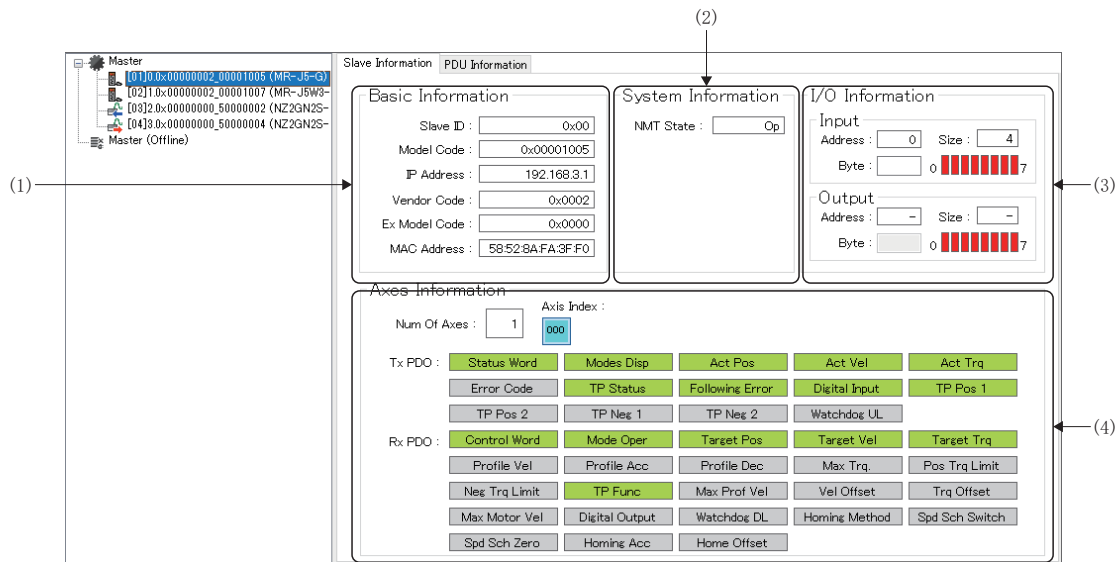 (2)
Master
[01]0.0x00000002_00001005 (MR-J5-G)
[02]1.0x00000002_00001007 (MR-J5W3-
[03]2.0x00000000_50000002 (NZ2GN2S-
[04]3.0x00000000_50000004 (NZ2GN2S-
Master (Offline)
Slave Information PDU Information
(1)
Basic Information
Slave ID : 0x00
Model Code : 0x00001005
IP Address : 192.168.3.1
Vendor Code : 0x0002
Ex Model Code : 0x0000
MAC Address : 58:52:8A:FA:3F:F0
System Information
NMT State : Op
I/O Information
Input
Address : 0 Size : 4
Byte : 0 7
Output
Address : - Size : -
Byte : 0 7
(3)
Axes Information
Num Of Axes : 1 Axis Index :
000
Tx PDO : Status Word Modes Disp Act Pos Act Vel Act Trq
Error Code TP Status Following Error Digital Input TP Pos 1
TP Pos 2 TP Neg 1 TP Neg 2 Watchdog UL
Rx PDO : Control Word Mode Oper Target Pos Target Vel Target Trq
(4)
Profile Vel Profile Acc Profile Dec Max Trq. Pos Trq Limit
Neg Trq Limit TP Func Max Prof Vel Vel Offset Trq Offset
Max Motor Vel Digital Output Watchdog DL Homing Method Spd Sch Switch
Spd Sch Zero Homing Acc Home Offset